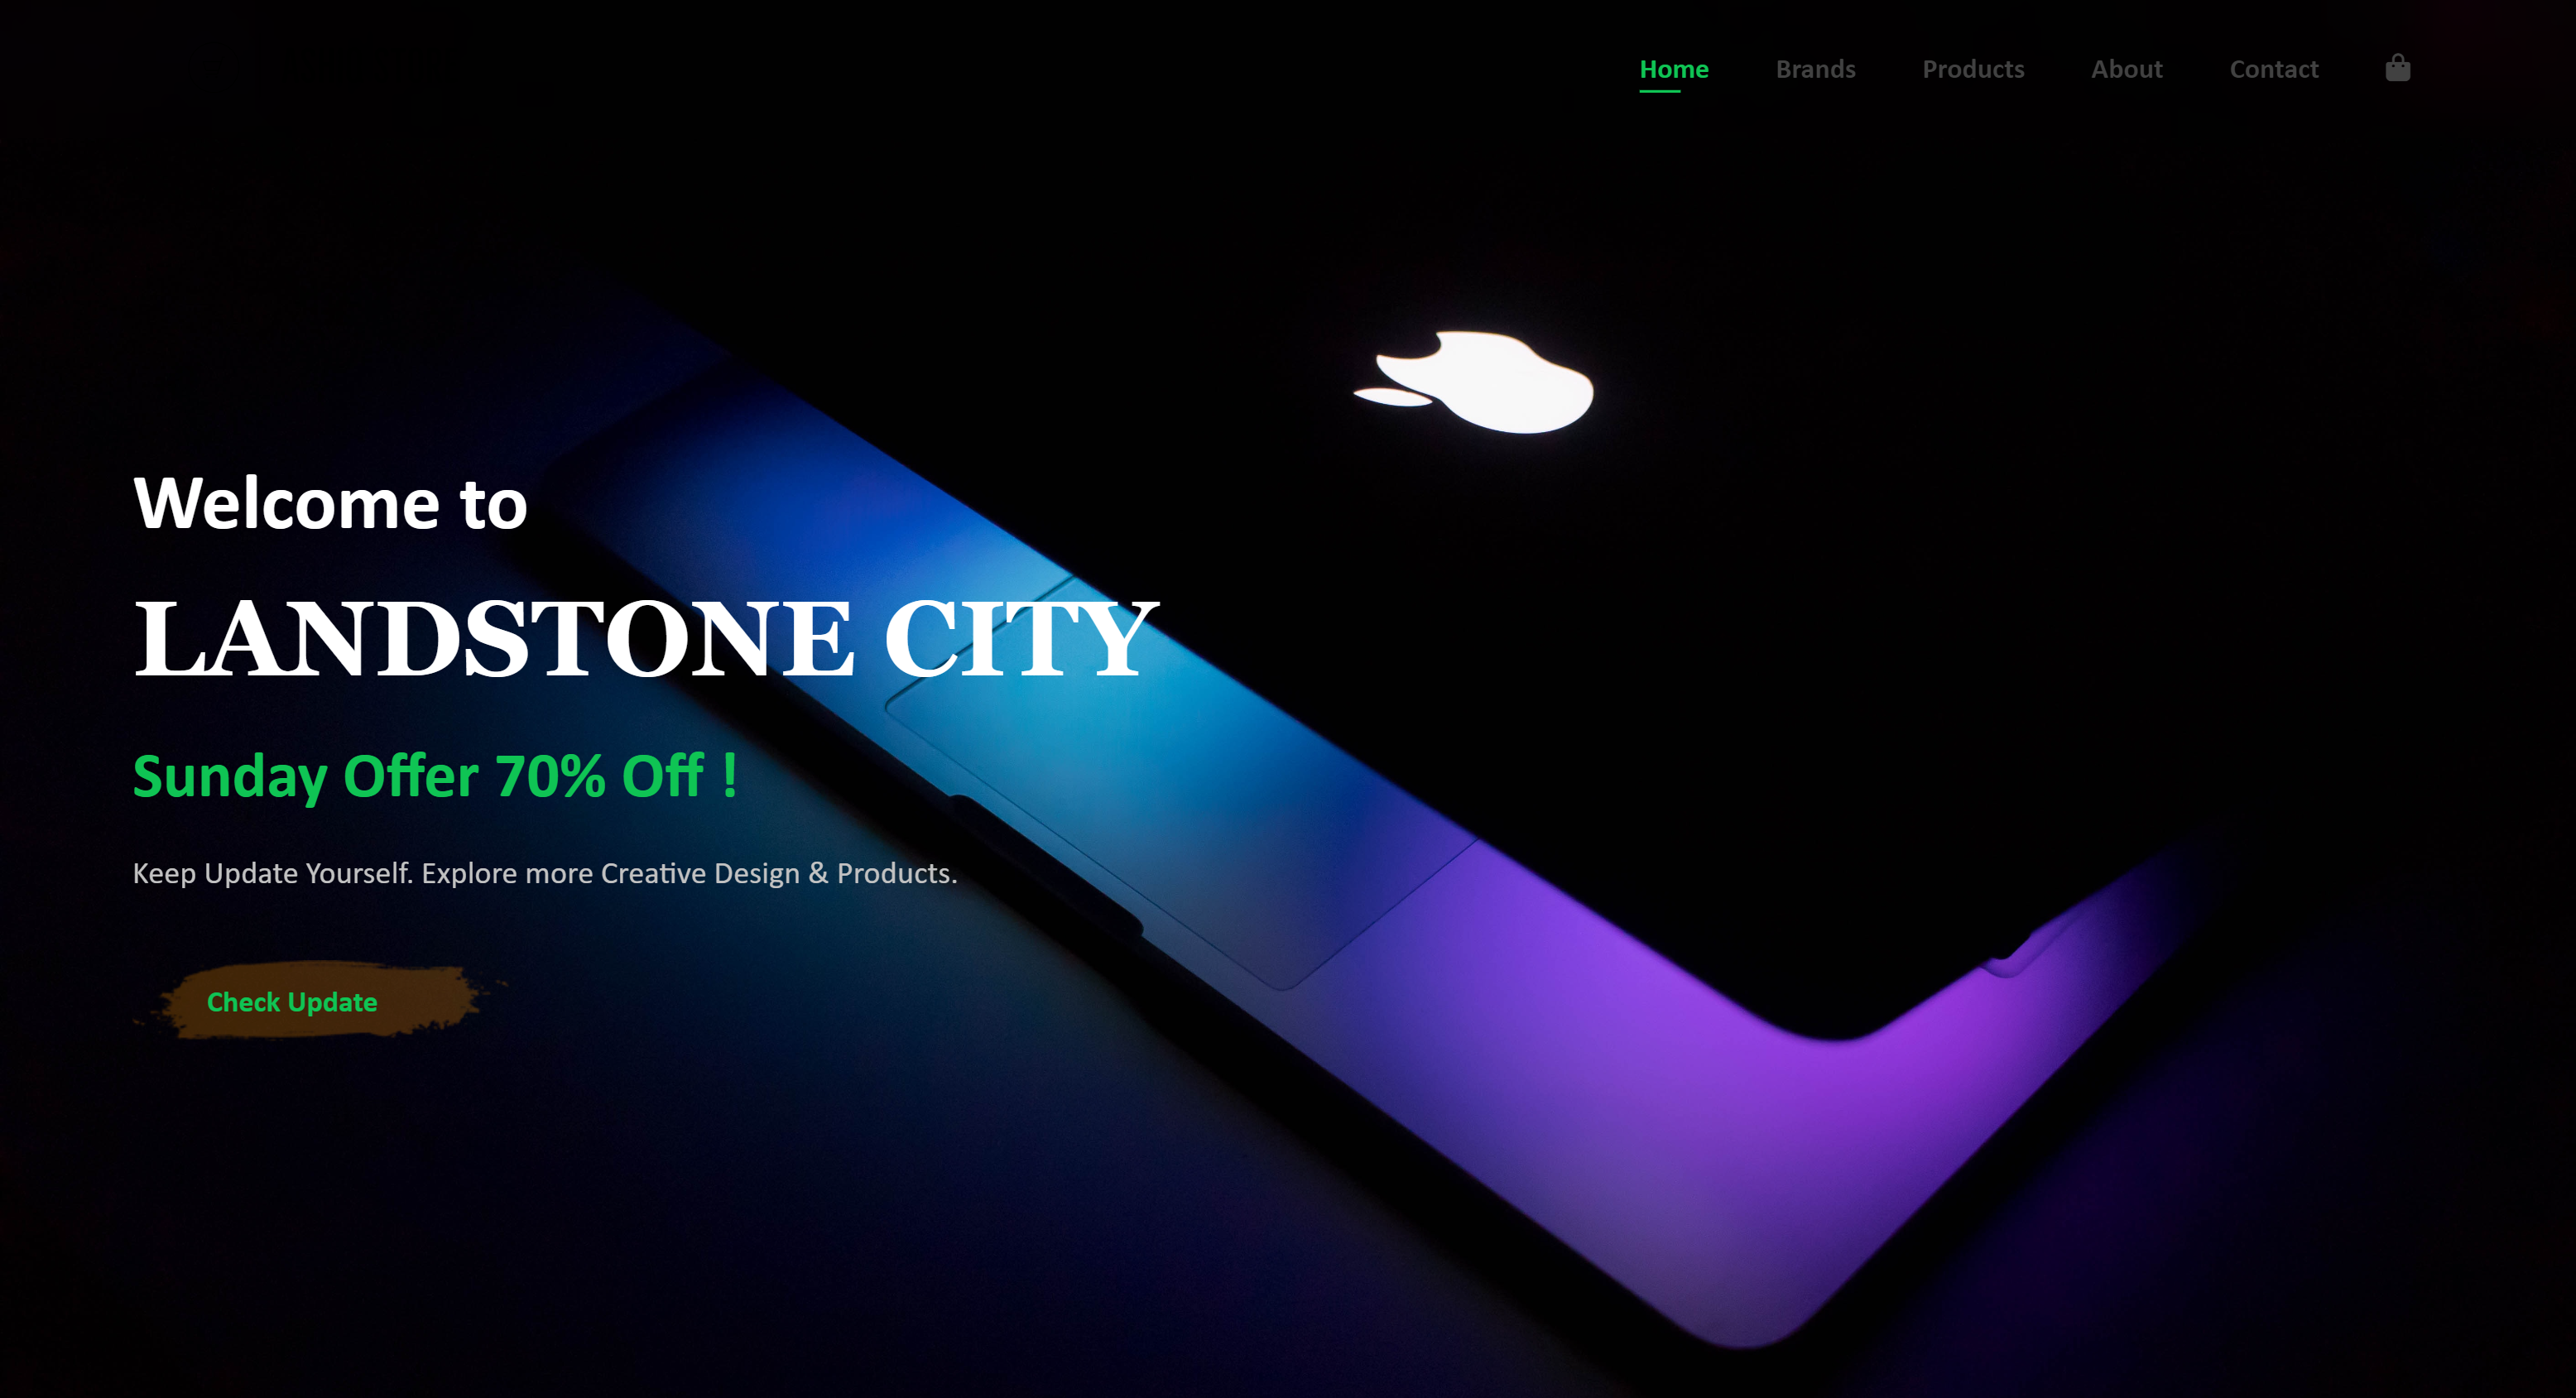 Home Brands Products About Contact
Welcome to
LANDSTONE CITY
Sunday Offer 70% Off !
Keep Update Yourself. Explore more Creative Design & Products.
Check Update